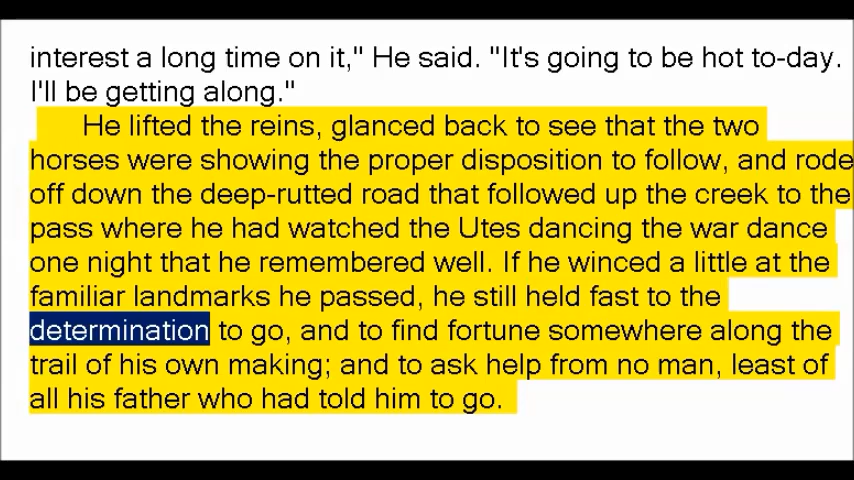 interest a long time on it," He said. "It's going to be hot to-day.
I'll be getting along."
He lifted the reins, glanced back to see that the two
horses were showing the proper disposition to follow, and rode
off down the deep-rutted road that followed up the creek to the
pass where he had watched the Utes dancing the war dance
one night that he remembered well. If he winced a little at the
familiar landmarks he passed, he still held fast to the
determination to go, and to find fortune somewhere along the
trail of his own making; and to ask help from no man, least of
all his father who had told him to go.